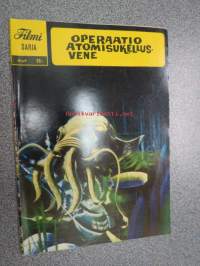 Filmi
SARJA
OPERAATIO
ATOMISUKELLUS-
VENE